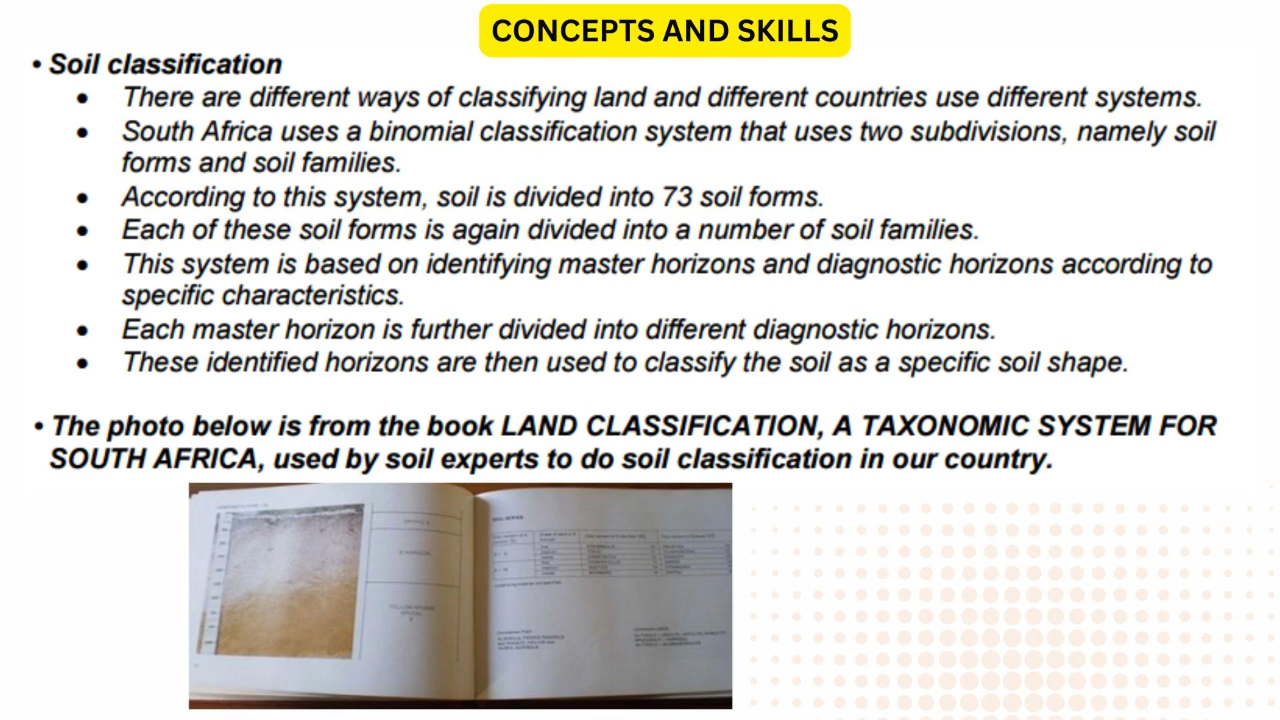 CONCEPTS AND SKILLS
• Soil classification
• There are different ways of classifying land and different countries use different systems.
• South Africa uses a binomial classification system that uses two subdivisions, namely soil
forms and soil families.
• According to this system, soil is divided into 73 soil forms.
• Each of these soil forms is again divided into a number of soil families.
• This system is based on identifying master horizons and diagnostic horizons according to
specific characteristics.
• Each master horizon is further divided into different diagnostic horizons.
• These identified horizons are then used to classify the soil as a specific soil shape.
• The photo below is from the book LAND CLASSIFICATION, A TAXONOMIC SYSTEM FOR
SOUTH AFRICA, used by soil experts to do soil classification in our country.
E HORIZON
SOIL SERIES